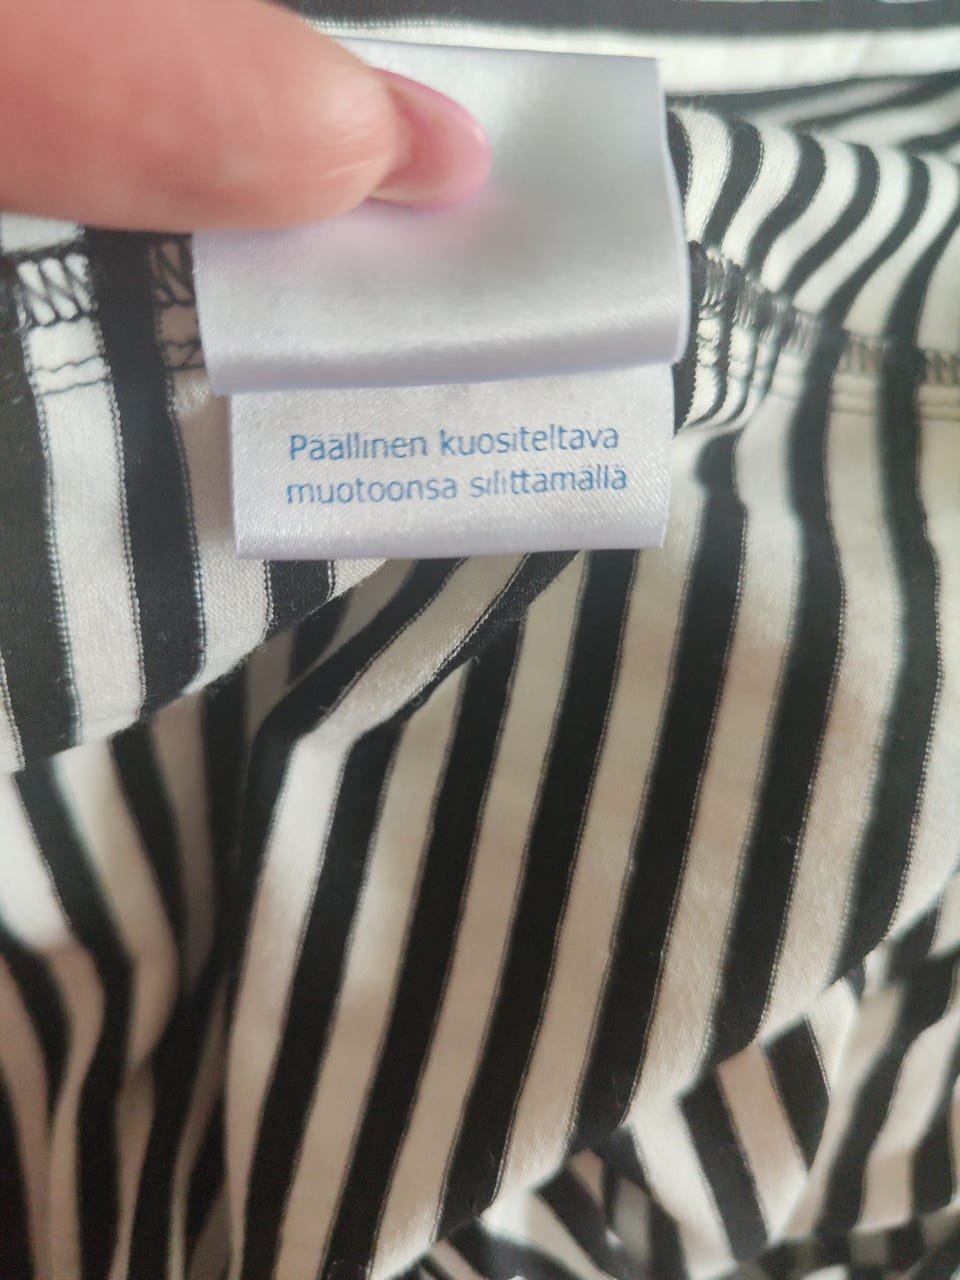 Päällinen kuositeltava
muotoonsa silittämällä